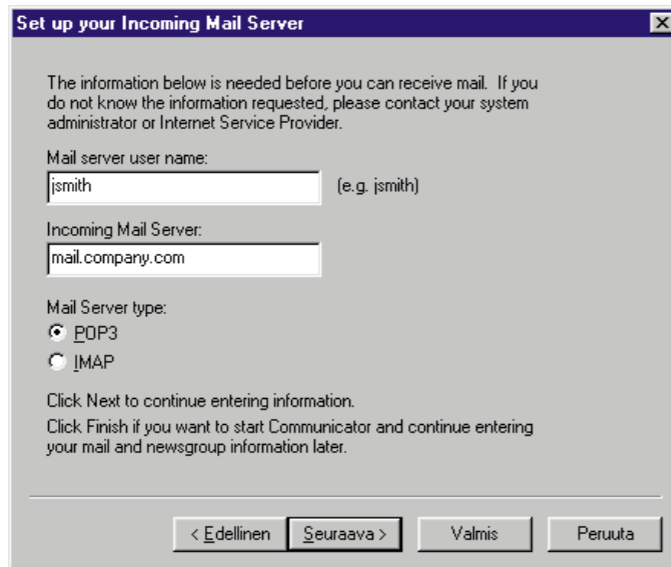 Set up your Incoming Mail Server
The information below is needed before you can receive mail. If you
do not know the information requested, please contact your system
administrator or Internet Service Provider.
Mail server user name:
jsmith (e.g. jsmith)
Incoming Mail Server:
mail.company.com
Mail Server type:
POP3
IMAP
Click Next to continue entering information.
Click Finish if you want to start Communicator and continue entering
your mail and newsgroup information later.
< Edellinen Seuraava > Valmis Peruuta